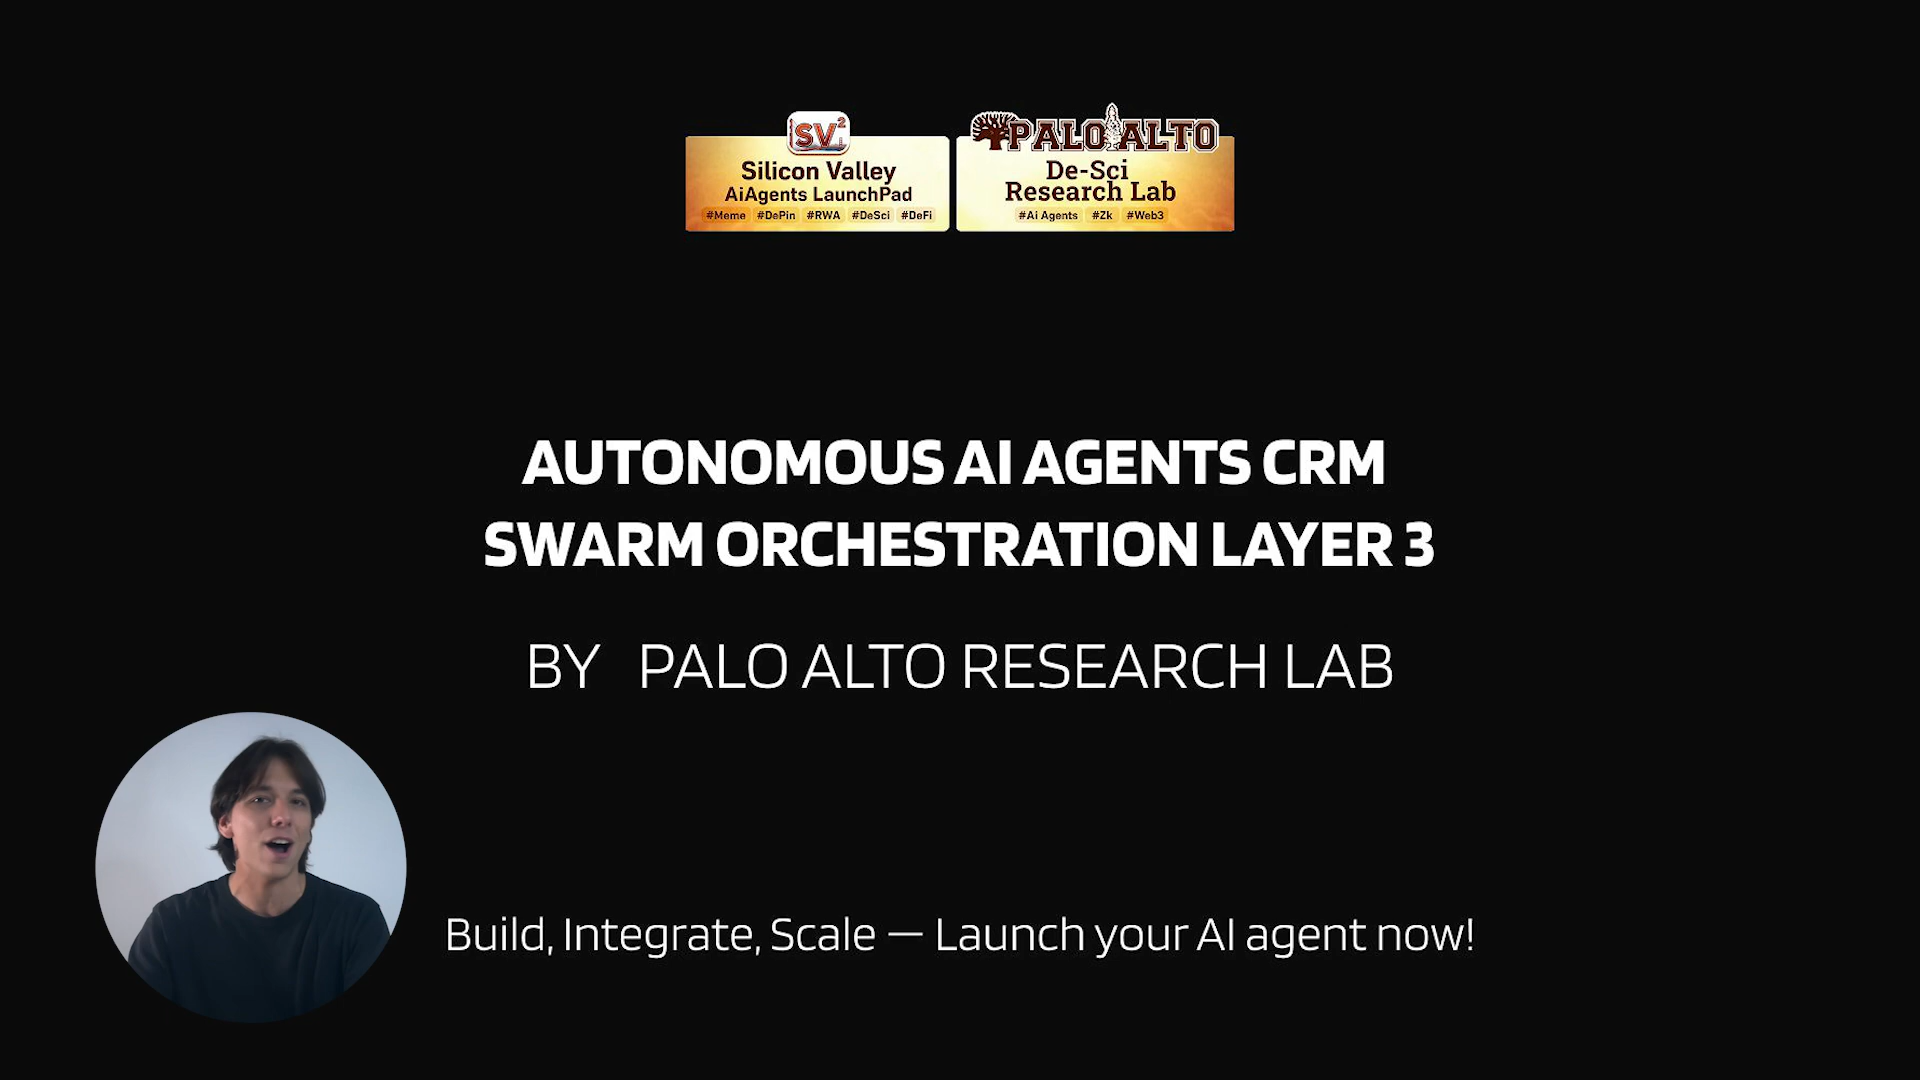 SV²
Silicon Valley
AiAgents LaunchPad
#Meme #DePin #RWA #DeSci #DeFi
PALO ALTO
De-Sci
Research Lab
#Ai Agents #Zk #Web3
AUTONOMOUS AI AGENTS CRM
SWARM ORCHESTRATION LAYER 3
BY PALO ALTO RESEARCH LAB
Build, Integrate, Scale — Launch your AI agent now!